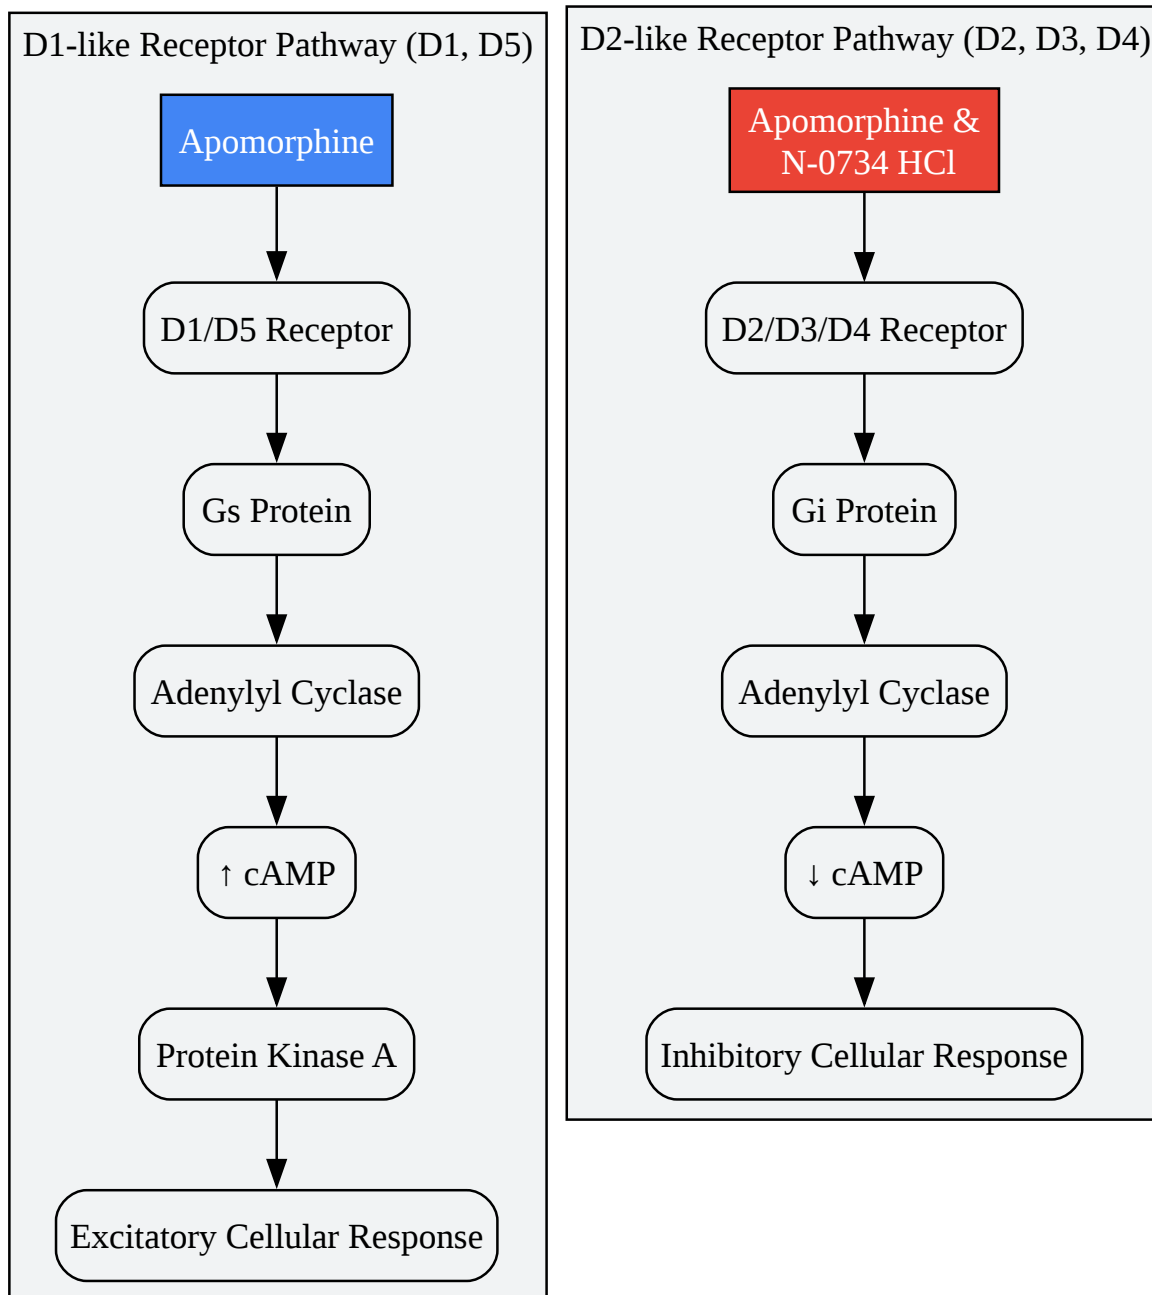 D1-like Receptor Pathway (D1, D5)
Apomorphine
D1/D5 Receptor
Gs Protein
Adenylyl Cyclase
↑ cAMP
Protein Kinase A
Excitatory Cellular Response
D2-like Receptor Pathway (D2, D3, D4)
Apomorphine &
N-0734 HCl
D2/D3/D4 Receptor
Gi Protein
Adenylyl Cyclase
↓ cAMP
Inhibitory Cellular Response